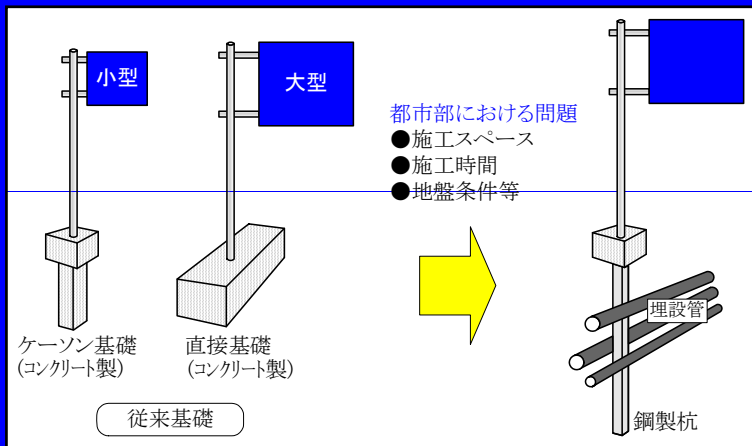 小型
大型
都市部における問題
●施工スペース
●施工時間
●地盤条件等
ケーソン基礎
(コンクリート製)
直接基礎
(コンクリート製)
従来基礎
埋設管
鋼製杭